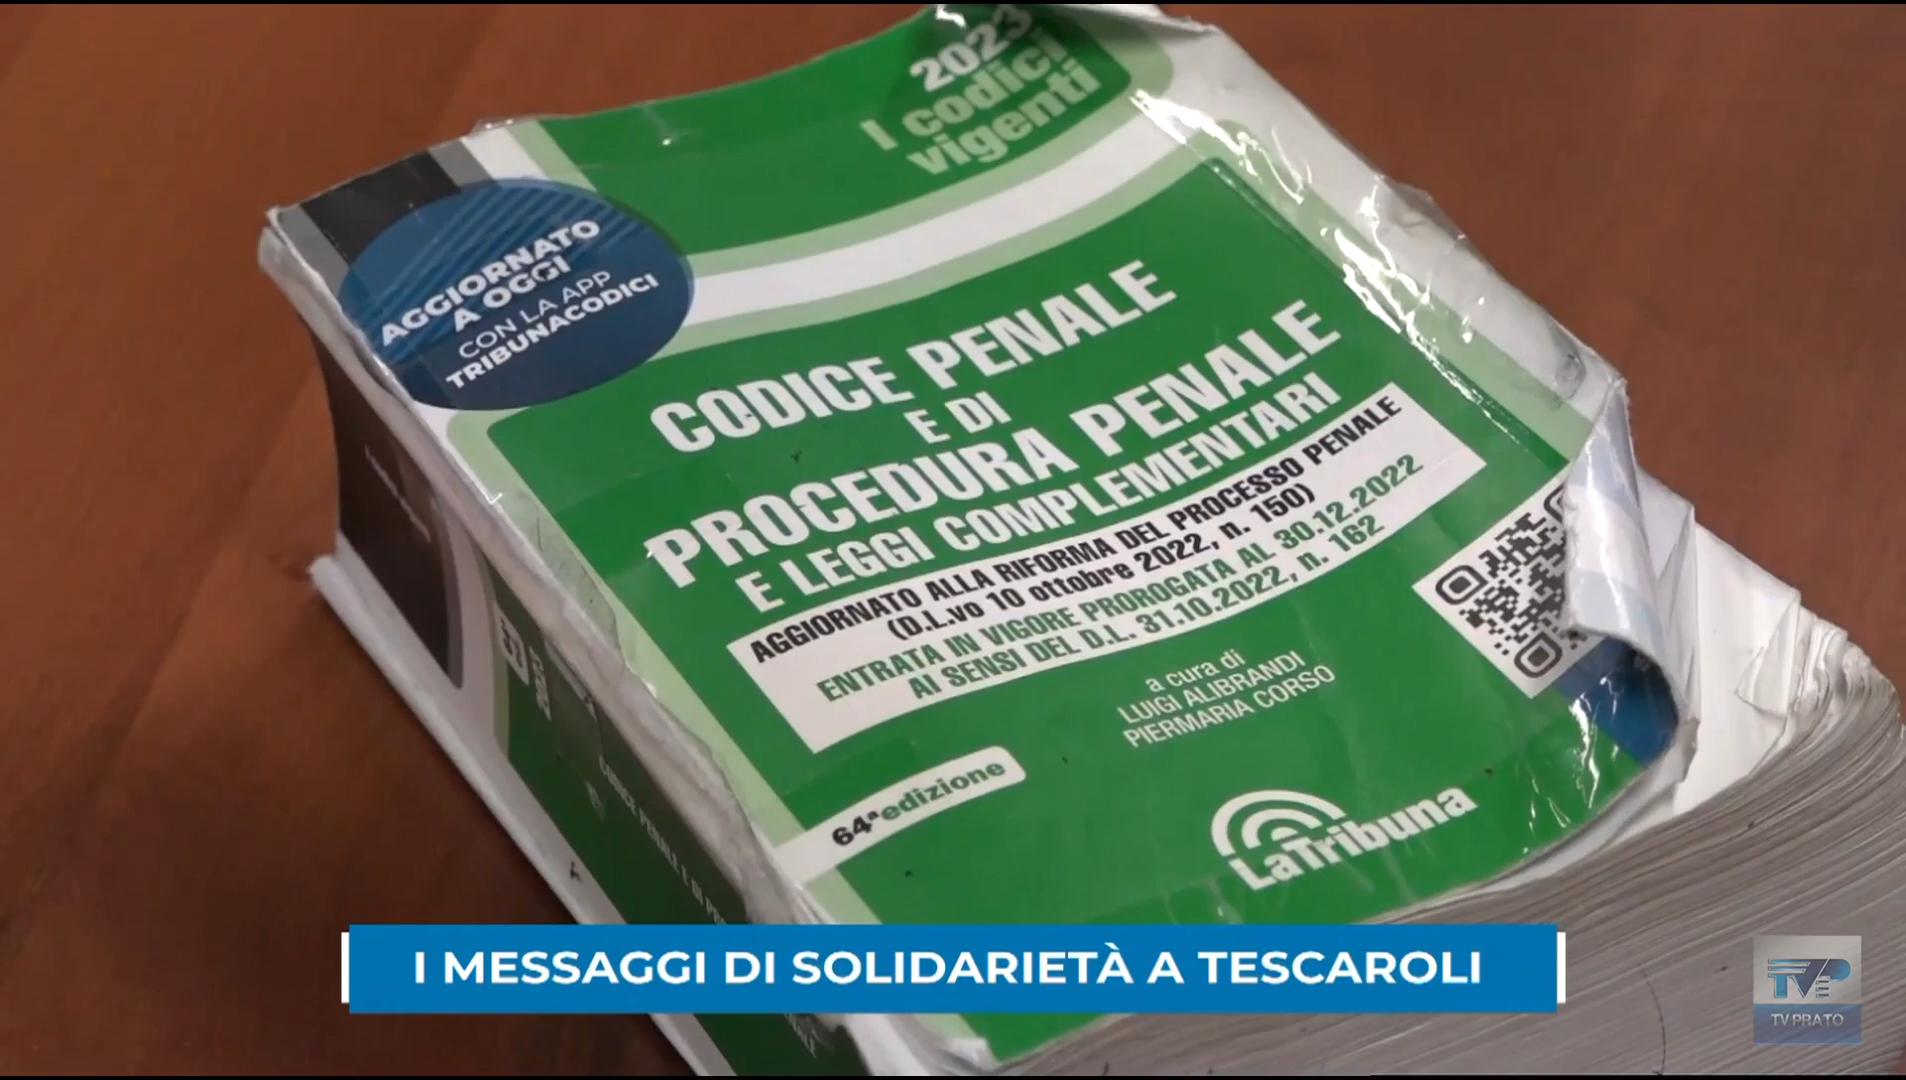 2023
I codici
vigenti
AGGIORNATO
A OGGI
CON LA APP
TRIBUNACODICI
CODICE PENALE
E DI
PROCEDURA PENALE
E LEGGI COMPLEMENTARI
AGGIORNATO ALLA RIFORMA DEL PROCESSO PENALE
(D.L.vo 10 ottobre 2022, n. 150)
ENTRATA IN VIGORE PROROGATA AL 30.12.2022
AI SENSI DEL D.L. 31.10.2022, n. 162
a cura di
LUIGI ALIBRANDI
PIERMARIA CORSO
64ª edizione
LaTribuna
I MESSAGGI DI SOLIDARIETÀ A TESCAROLI
TV PRATO